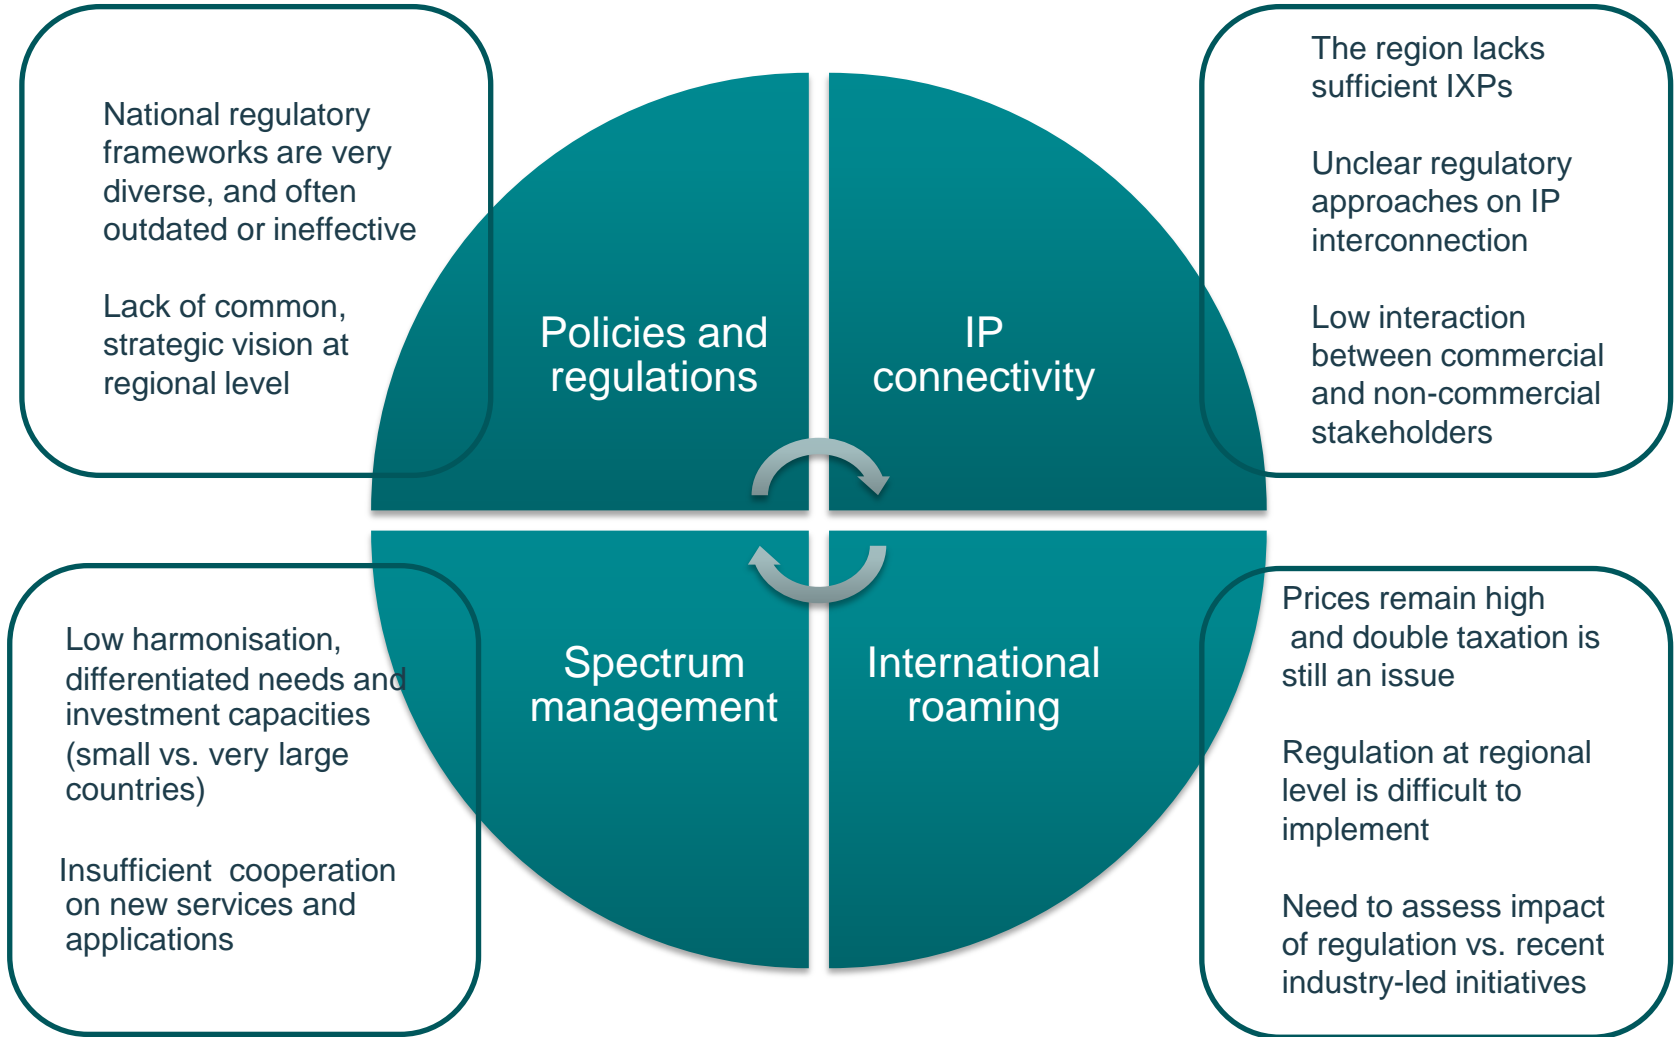 National regulatory
frameworks are very
diverse, and often
outdated or ineffective
Lack of common,
strategic vision at
regional level
Policies and
regulations
IP
connectivity
The region lacks
sufficient IXPs
Unclear regulatory
approaches on IP
interconnection
Low interaction
between commercial
and non-commercial
stakeholders
Low harmonisation,
differentiated needs and
investment capacities
(small vs. very large
countries)
Insufficient cooperation
on new services and
applications
Spectrum
management
International
roaming
Prices remain high
and double taxation is
still an issue
Regulation at regional
level is difficult to
implement
Need to assess impact
of regulation vs. recent
industry-led initiatives